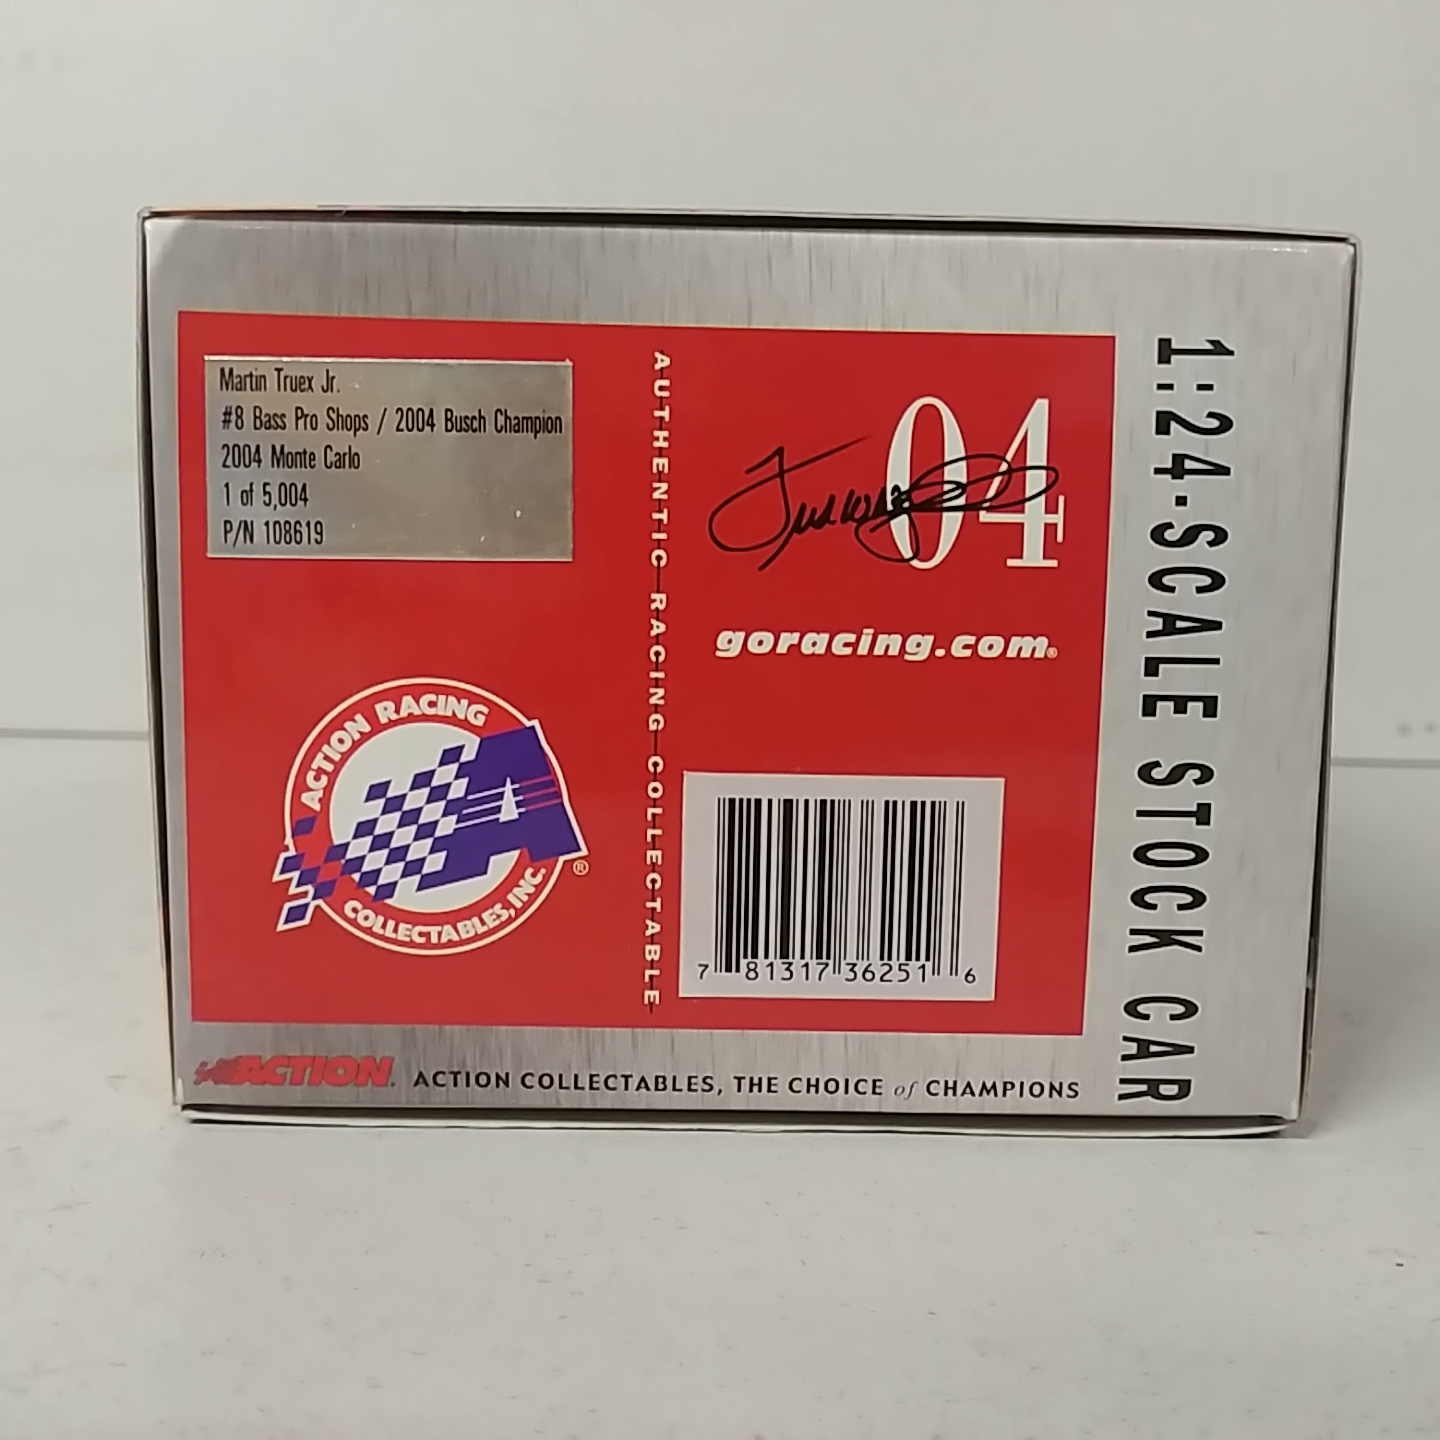 Martin Truex Jr.
#8 Bass Pro Shops / 2004 Busch Champion
2004 Monte Carlo
1 of 5,004
P/N 108619
AUTHENTIC RACING COLLECTABLE
04
goracing.com®
1:24-SCALE STOCK CAR
ACTION RACING
COLLECTABLES, INC.
®
7 81317 36251 6
ACTION. ACTION COLLECTABLES, THE CHOICE of CHAMPIONS